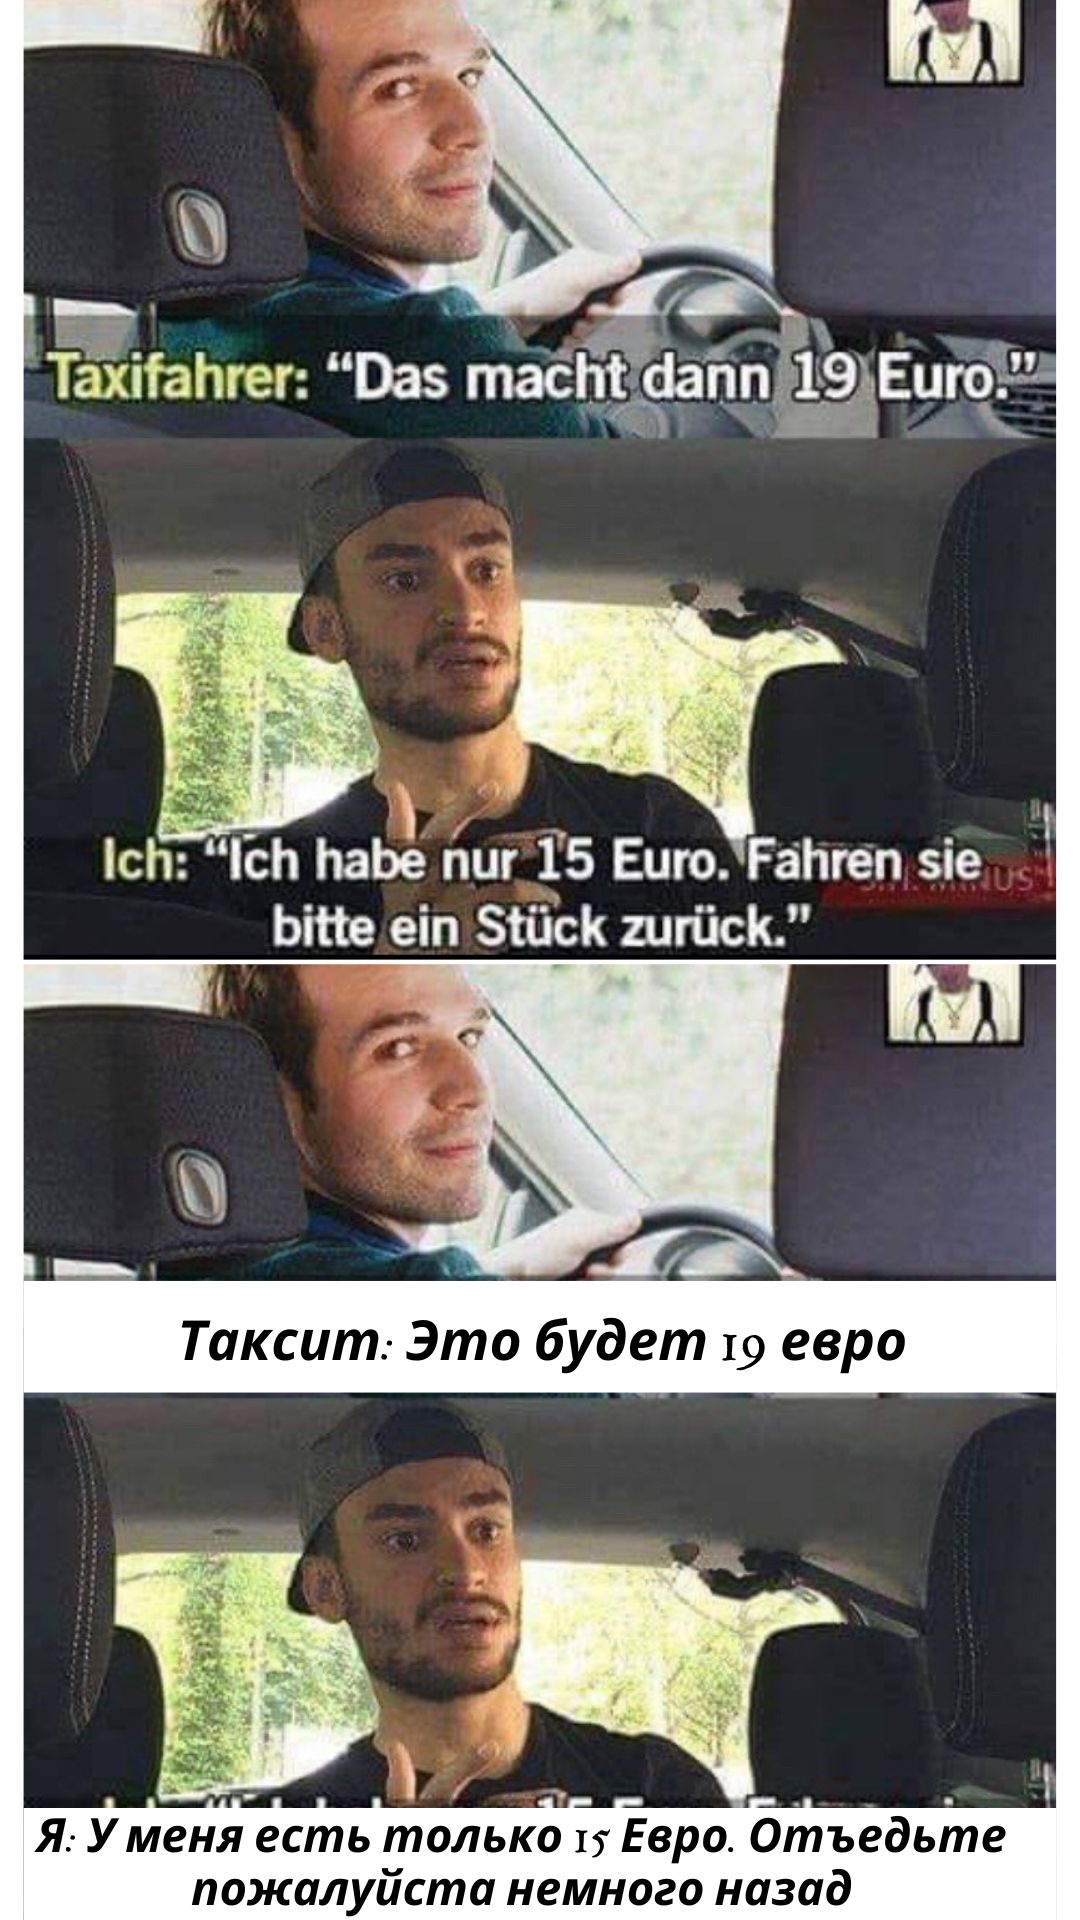 Taxifahrer: “Das macht dann 19 Euro.”
Ich: “Ich habe nur 15 Euro. Fahren sie
bitte ein Stück zurück.”
Таксит: Это будет 19 евро
Я: У меня есть только 15 Евро. Отъедьте
пожалуйста немного назад